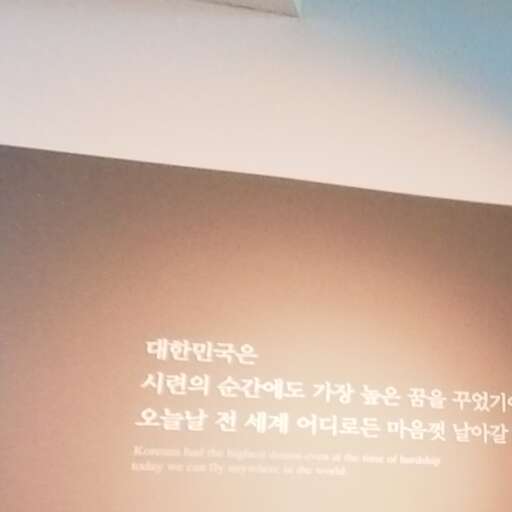 대한민국은
시련의 순간에도 가장 높은 꿈을 꾸었기에
오늘날 전 세계 어디로든 마음껏 날아갈
Koreans had the highest dream even at the time of hardship
today we can fly anywhere in the world.